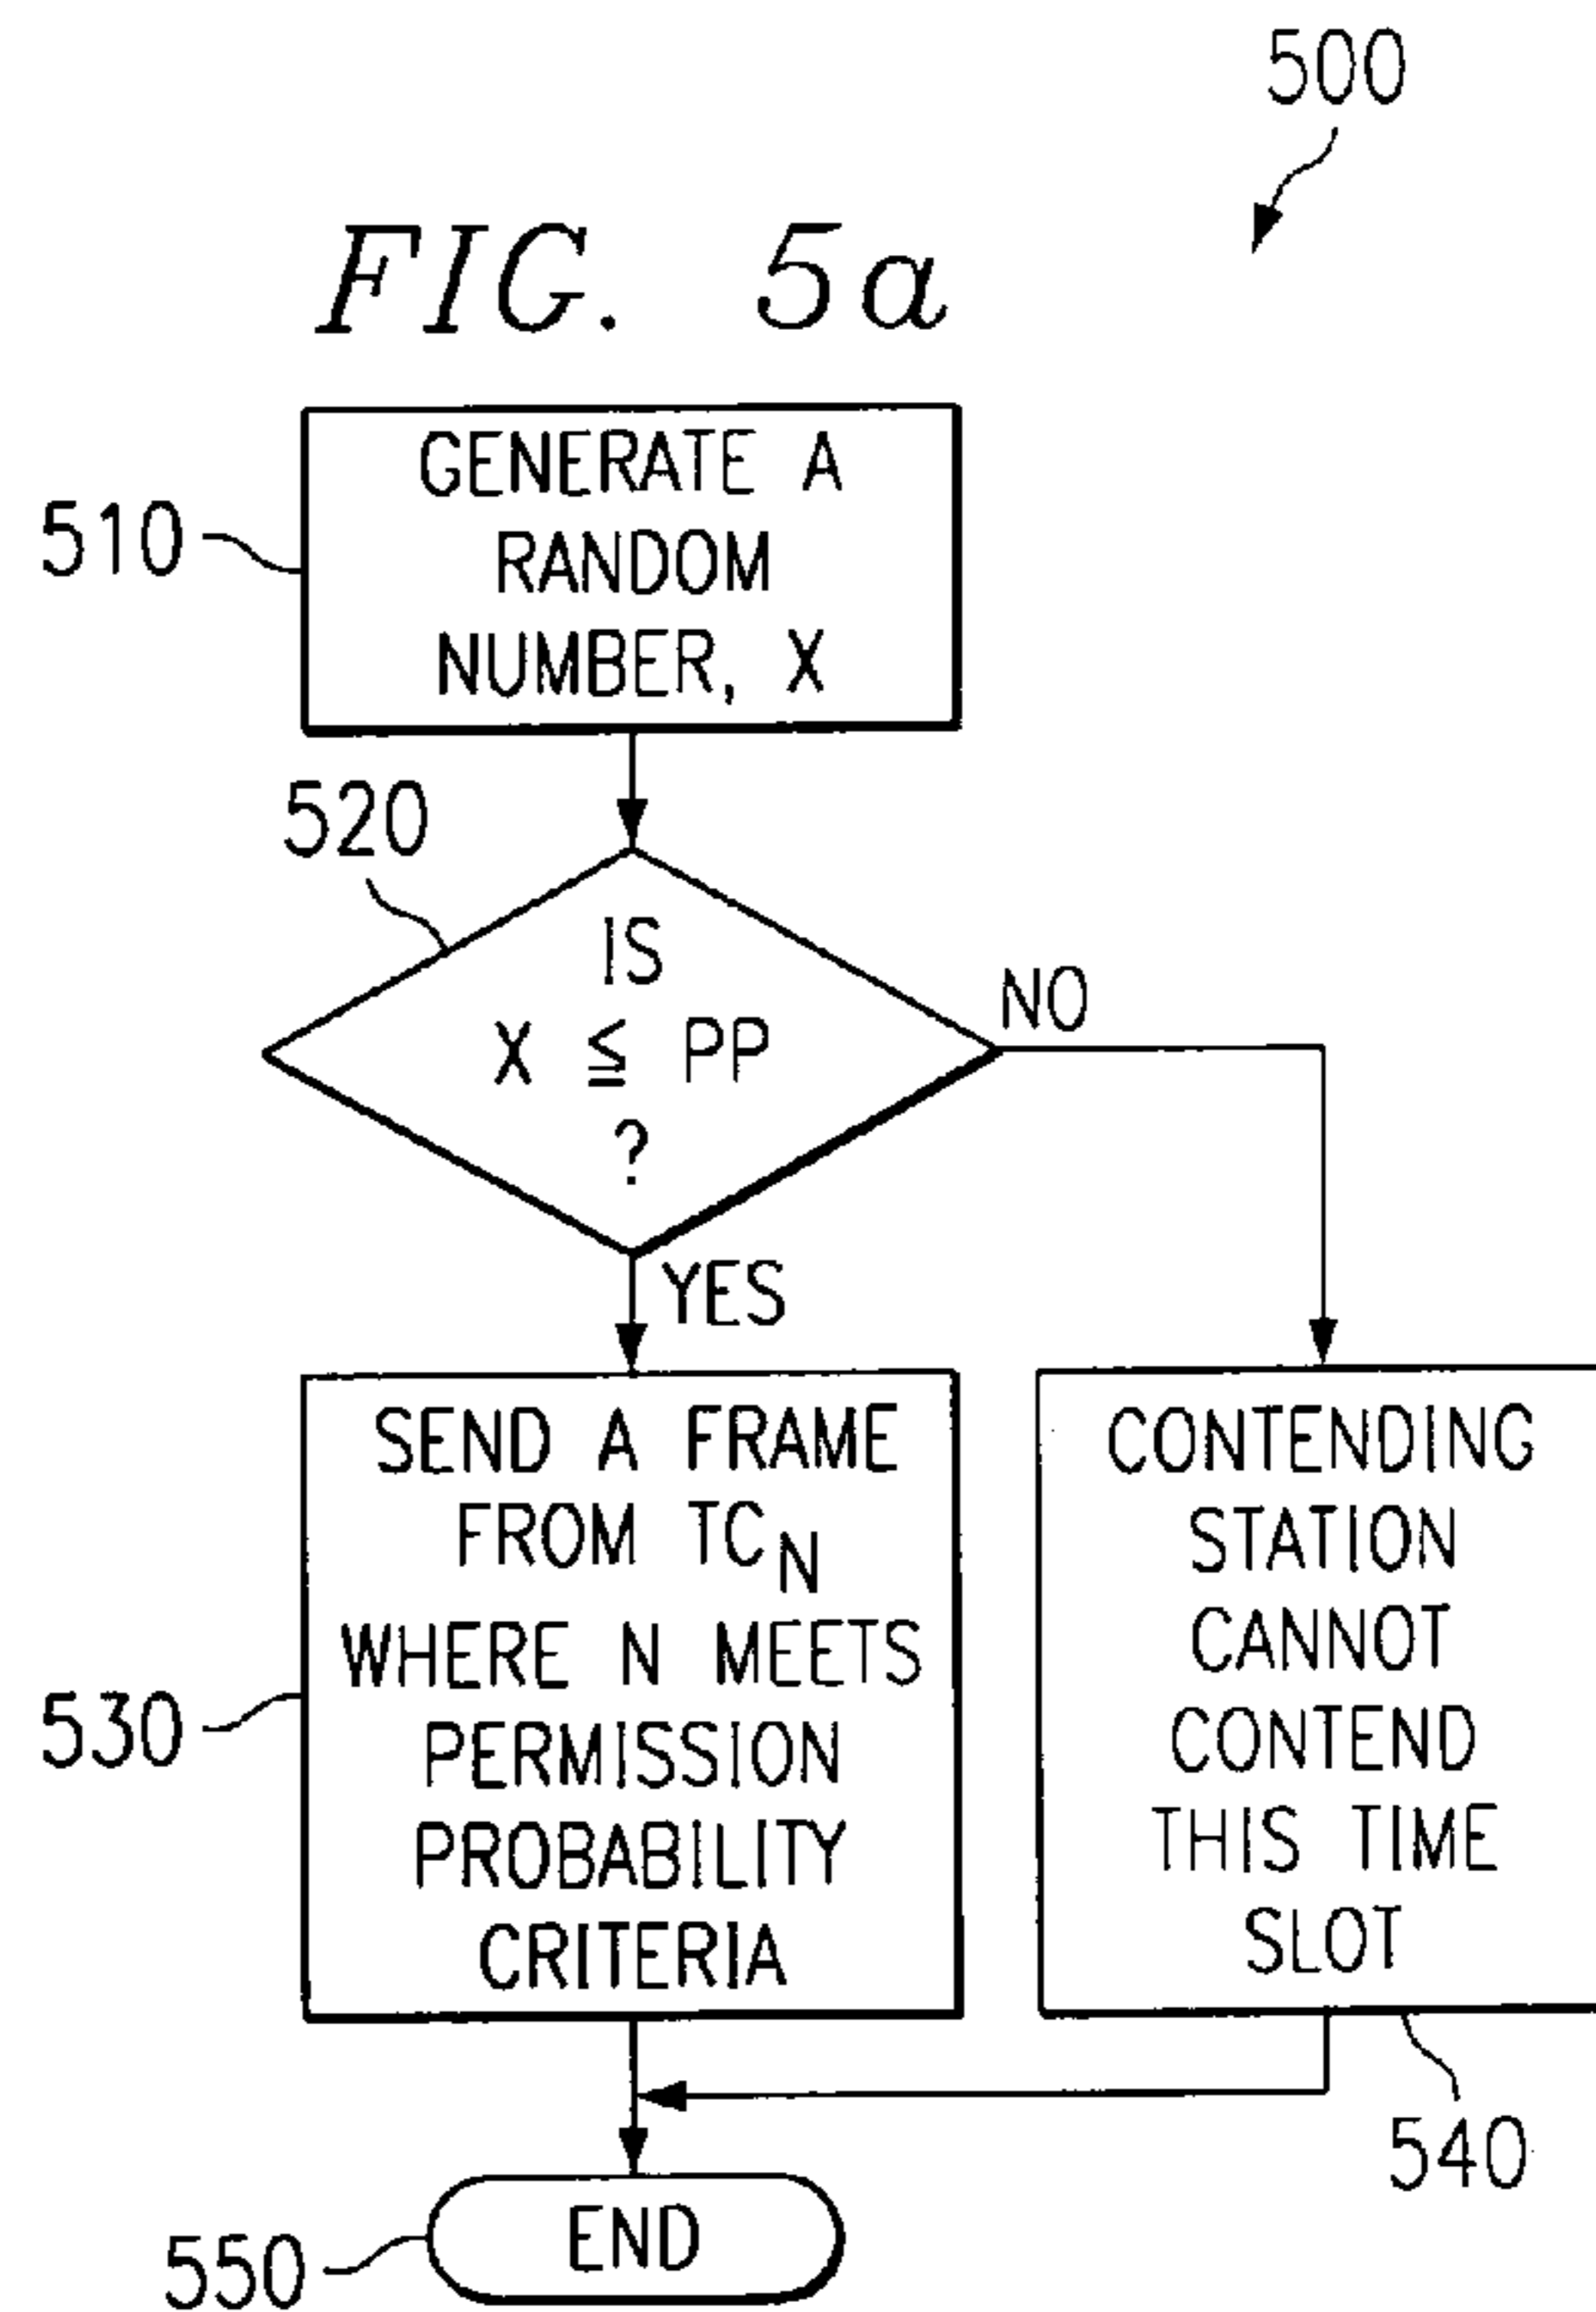 500
FIG. 5a
510
GENERATE A
RANDOM
NUMBER, X
520
IS
X ≦ PP
?
NO
YES
530
SEND A FRAME
FROM TC_N
WHERE N MEETS
PERMISSION
PROBABILITY
CRITERIA
CONTENDING
STATION
CANNOT
CONTEND
THIS TIME
SLOT
540
550
END